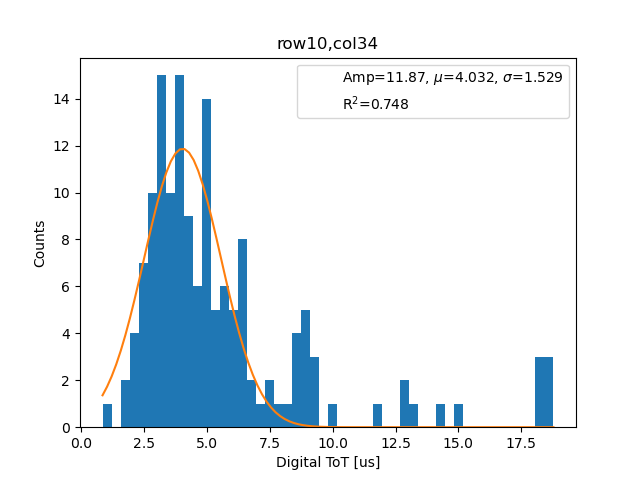 row10,col34
Amp=11.87, μ=4.032, σ=1.529
R²=0.748
Counts
14
12
10
8
6
4
2
0
0.0 2.5 5.0 7.5 10.0 12.5 15.0 17.5
Digital ToT [us]